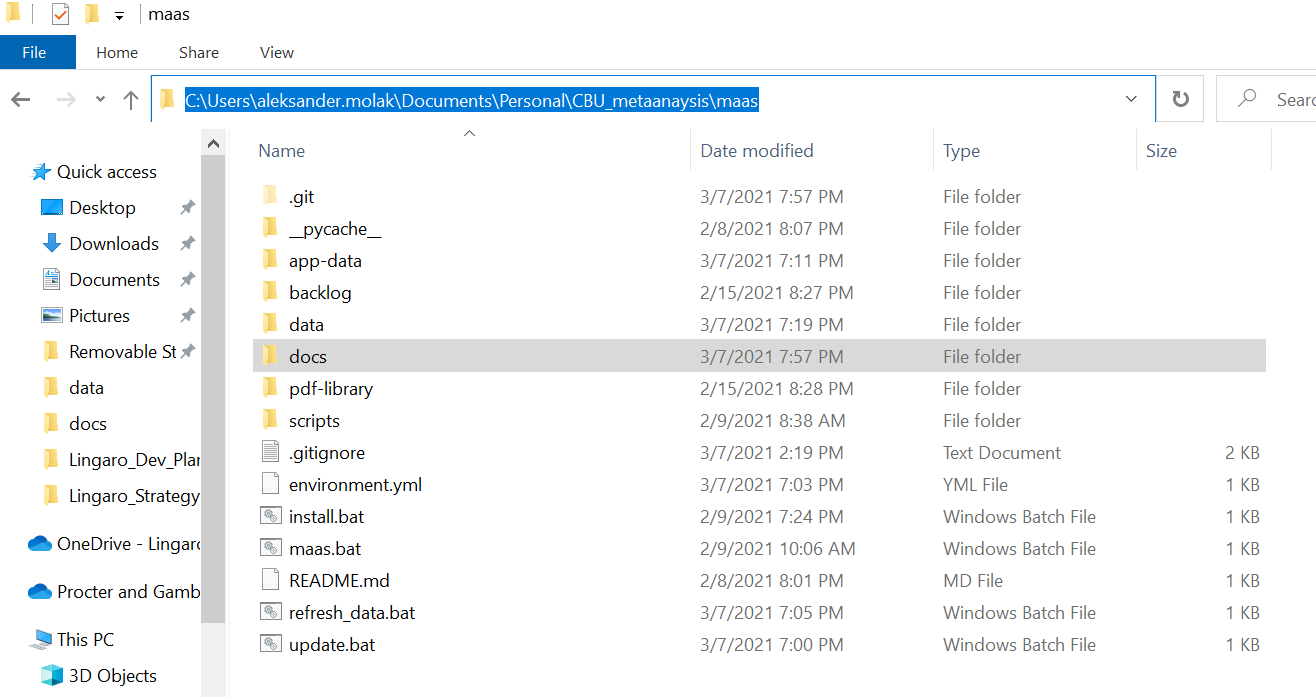 maas
File Home Share View
C:\Users\aleksander.molak\Documents\Personal\CBU_metaanaysis\maas
Searc
Quick access
Desktop
Downloads
Documents
Pictures
Removable St
data
docs
Lingaro_Dev_Plan
Lingaro_Strategy
OneDrive - Lingaro
Procter and Gamb
This PC
3D Objects
Name Date modified Type Size
.git 3/7/2021 7:57 PM File folder
__pycache__ 2/8/2021 8:07 PM File folder
app-data 3/7/2021 7:11 PM File folder
backlog 2/15/2021 8:27 PM File folder
data 3/7/2021 7:19 PM File folder
docs 3/7/2021 7:57 PM File folder
pdf-library 2/15/2021 8:28 PM File folder
scripts 2/9/2021 8:38 AM File folder
.gitignore 3/7/2021 2:19 PM Text Document 2 KB
environment.yml 3/7/2021 7:03 PM YML File 1 KB
install.bat 2/9/2021 7:24 PM Windows Batch File 1 KB
maas.bat 2/9/2021 10:06 AM Windows Batch File 1 KB
README.md 2/8/2021 8:01 PM MD File 1 KB
refresh_data.bat 3/7/2021 7:05 PM Windows Batch File 1 KB
update.bat 3/7/2021 7:00 PM Windows Batch File 1 KB